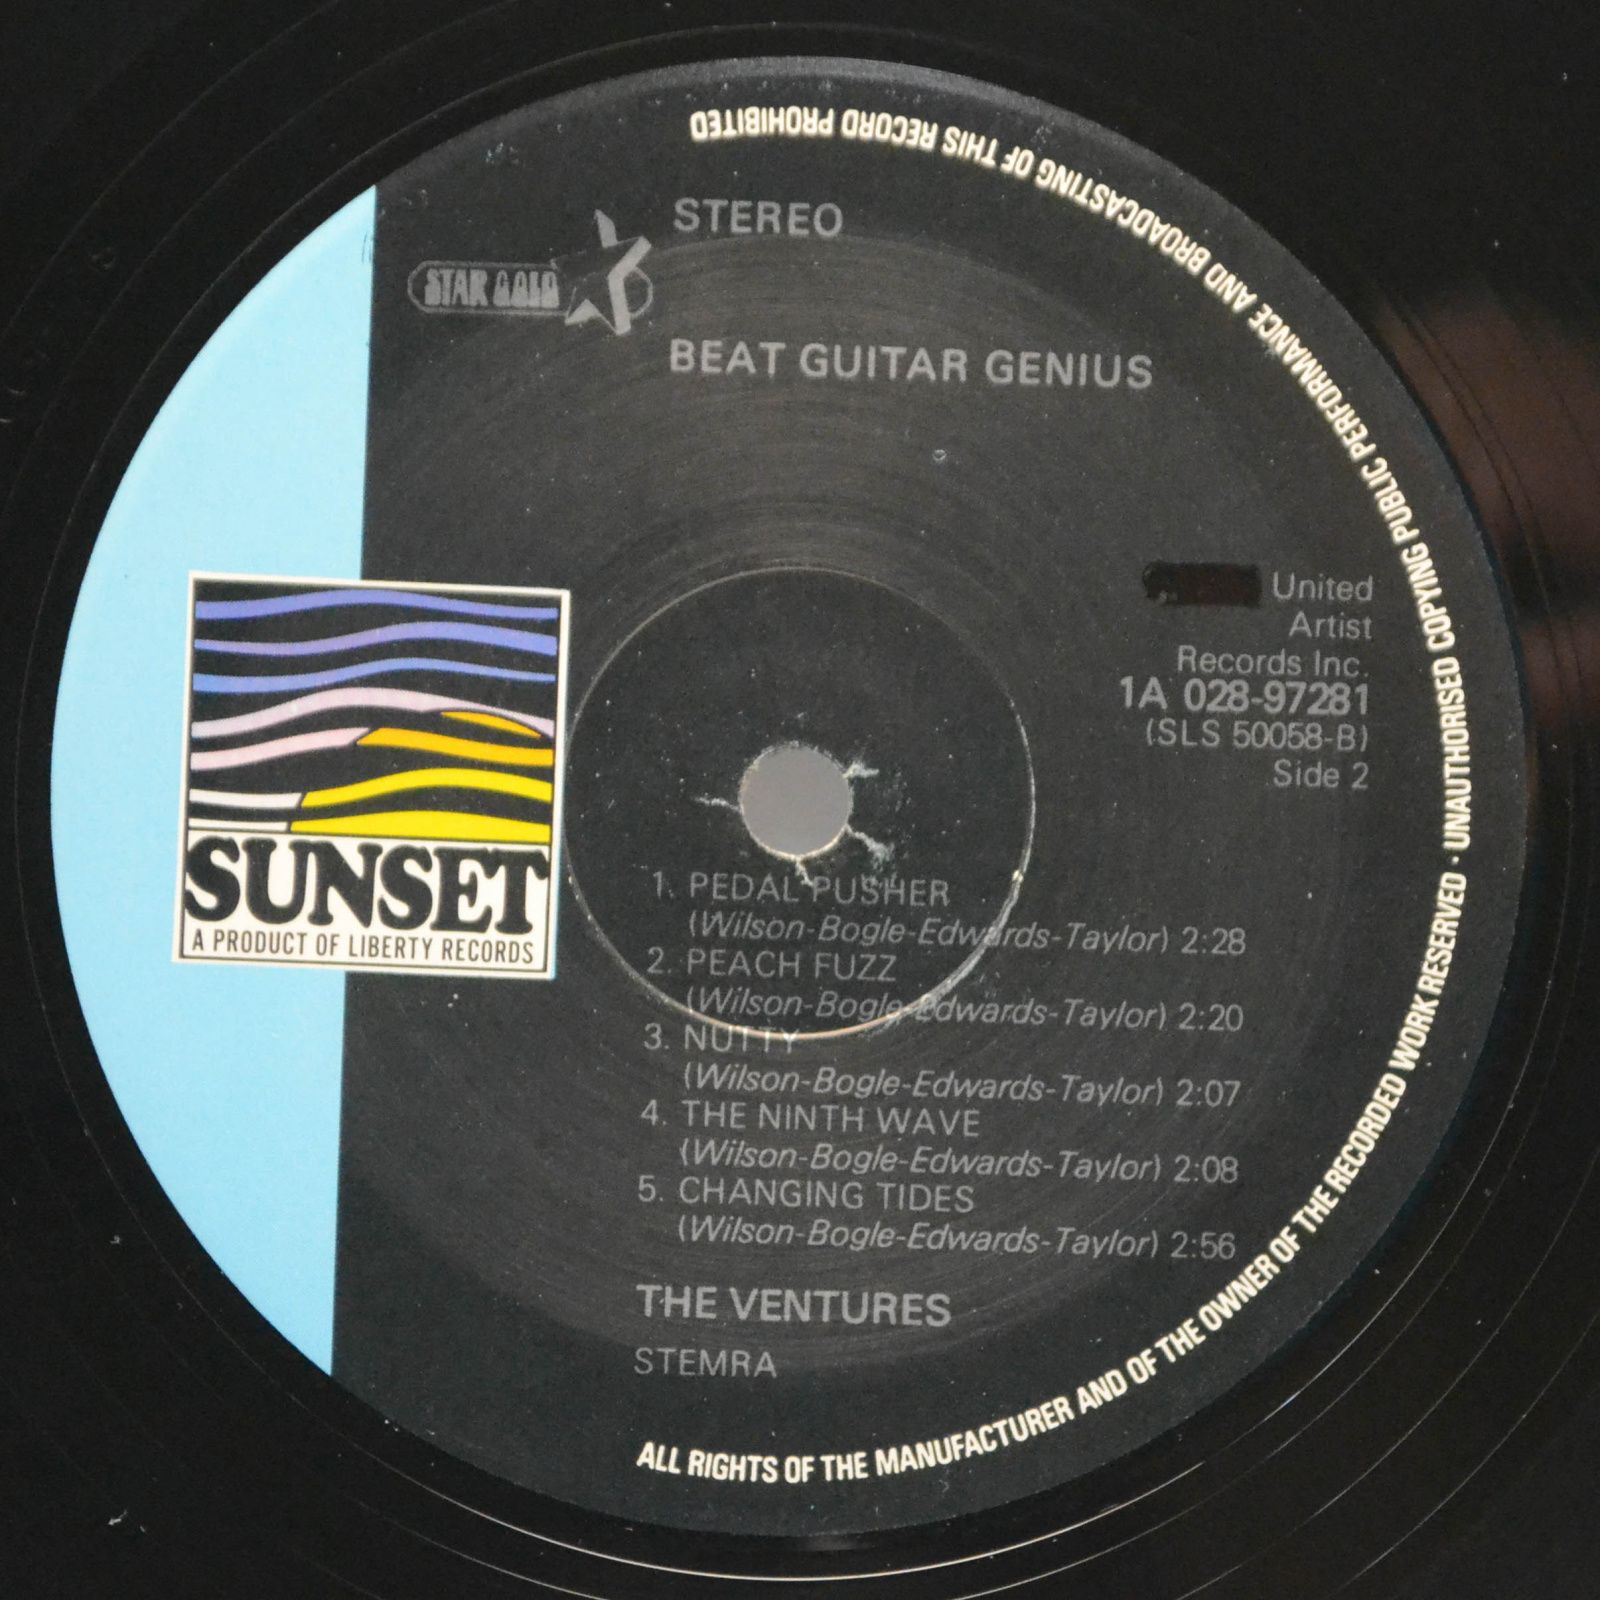 STEREO
STAR GOLD
BEAT GUITAR GENIUS
United
Artist
Records Inc.
1A 028-97281
(SLS 50058-B)
Side 2
SUNSET
A PRODUCT OF LIBERTY RECORDS
1. PEDAL PUSHER
(Wilson-Bogle-Edwards-Taylor) 2:28
2. PEACH FUZZ
(Wilson-Bogle-Edwards-Taylor) 2:20
3. NUTTY
(Wilson-Bogle-Edwards-Taylor) 2:07
4. THE NINTH WAVE
(Wilson-Bogle-Edwards-Taylor) 2:08
5. CHANGING TIDES
(Wilson-Bogle-Edwards-Taylor) 2:56
THE VENTURES
STEMRA
ALL RIGHTS OF THE MANUFACTURER AND OF THE OWNER OF THE RECORDED WORK RESERVED · UNAUTHORISED COPYING PUBLIC PERFORMANCE AND BROADCASTING OF THIS RECORD PROHIBITED